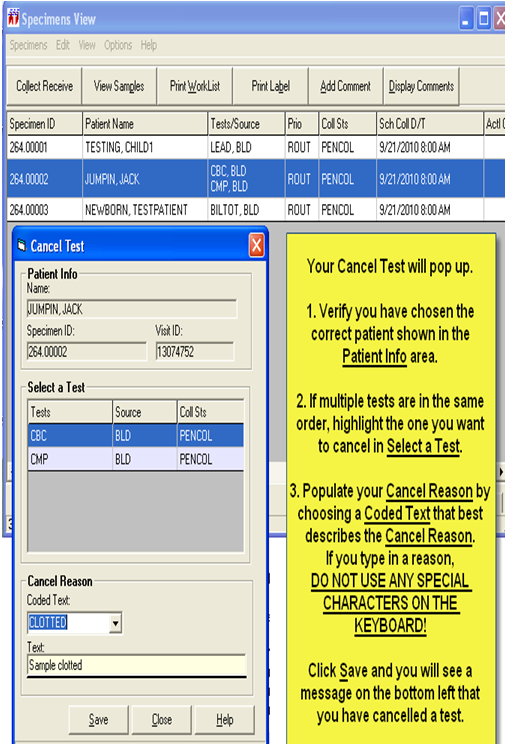 Specimens View
Specimens Edit View Options Help
Collect Receive View Samples Print WorkList Print Label Add Comment Display Comments
Specimen ID Patient Name Tests/Source Prio Coll Sts Sch Coll D/T Actl
264.00001 TESTING, CHILD1 LEAD, BLD ROUT PENCOL 9/21/2010 8:00 AM
264.00002 JUMPIN, JACK CBC, BLD ROUT PENCOL 9/21/2010 8:00 AM
CMP, BLD
264.00003 NEWBORN, TESTPATIENT BILTOT, BLD ROUT PENCOL 9/21/2010 8:00 AM
Cancel Test
Patient Info
Name:
JUMPIN, JACK
Specimen ID: Visit ID:
264.00002 13074752
Select a Test
Tests Source Coll Sts
CBC BLD PENCOL
CMP BLD PENCOL
Cancel Reason
Coded Text:
CLOTTED
Text:
Sample clotted
Save Close Help
Your Cancel Test will pop up.
1. Verify you have chosen the
correct patient shown in the
Patient Info area.
2. If multiple tests are in the same
order, highlight the one you want
to cancel in Select a Test.
3. Populate your Cancel Reason by
choosing a Coded Text that best
describes the Cancel Reason.
If you type in a reason,
DO NOT USE ANY SPECIAL
CHARACTERS ON THE
KEYBOARD!
Click Save and you will see a
message on the bottom left that
you have cancelled a test.